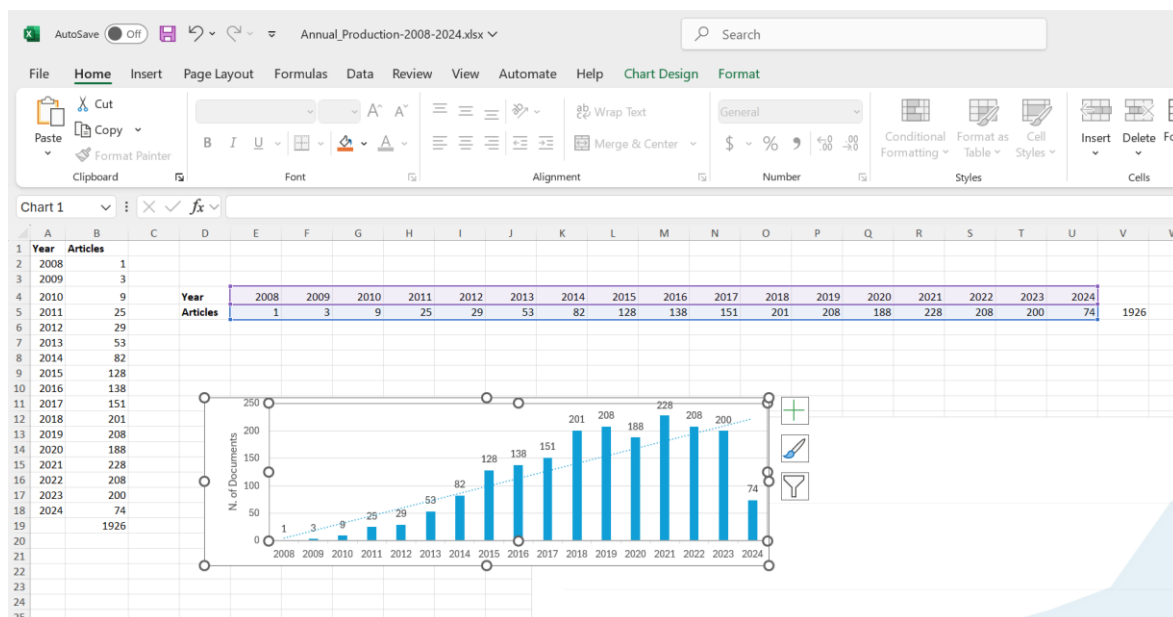 AutoSave Off Annual_Production-2008-2024.xlsx Search
File Home Insert Page Layout Formulas Data Review View Automate Help Chart Design Format
Paste
Cut
Copy
Format Painter
Clipboard
B I U A
A^ A˅
Font
Wrap Text
Merge & Center
Alignment
General
$ % 9 .00
Number
Conditional Formatting
Format as Table
Cell Styles
Styles
Insert Delete
Cells
Chart 1 fx
A B C D E F G H I J K L M N O P Q R S T U V
1 Year Articles
2 2008 1
3 2009 3
4 2010 9 Year 2008 2009 2010 2011 2012 2013 2014 2015 2016 2017 2018 2019 2020 2021 2022 2023 2024
5 2011 25 Articles 1 3 9 25 29 53 82 128 138 151 201 208 188 228 208 200 74 1926
6 2012 29
7 2013 53
8 2014 82
9 2015 128
10 2016 138
11 2017 151
12 2018 201
13 2019 208
14 2020 188
15 2021 228
16 2022 208
17 2023 200
18 2024 74
19 1926
20
21
22
23
24
N. of Documents
250
200
150
100
50
0
1 3 9 25 29 53 82 128 138 151 201 208 188 228 208 200 74
2008 2009 2010 2011 2012 2013 2014 2015 2016 2017 2018 2019 2020 2021 2022 2023 2024